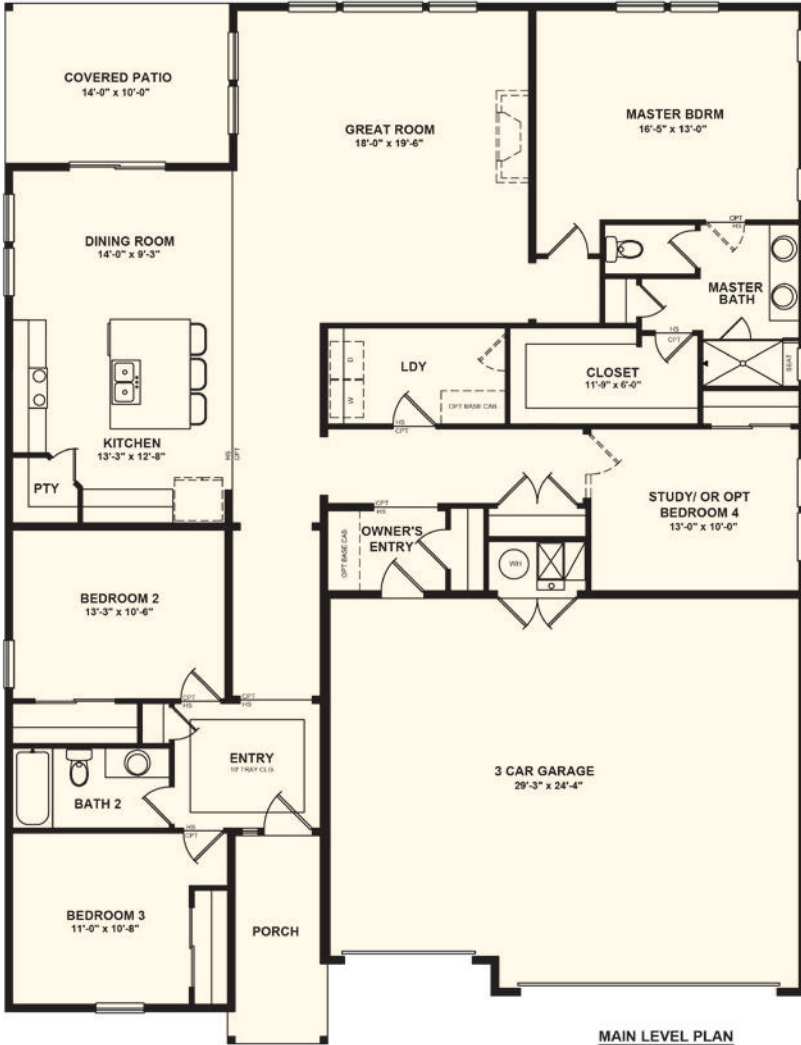 COVERED PATIO
14'-0" x 10'-0"
GREAT ROOM
18'-0" x 19'-6"
MASTER BDRM
16'-5" x 13'-0"
DINING ROOM
14'-0" x 9'-3"
CPT
HS
MASTER
BATH
HS
CPT
SEAT
LDY
D
W
OPT BASE CAB.
CLOSET
11'-9" x 6'-0"
HS
CPT
KITCHEN
13'-3" x 12'-8"
HS
CPT
PTY
CPT
HS
OWNER'S
ENTRY
OPT BASE CAB.
STUDY/ OR OPT
BEDROOM 4
13'-0" x 10'-0"
WH
BEDROOM 2
13'-3" x 10'-6"
CPT
HS
CPT
HS
ENTRY
10' TRAY CLG
BATH 2
HS
CPT
3 CAR GARAGE
29'-3" x 24'-4"
BEDROOM 3
11'-0" x 10'-8"
PORCH
MAIN LEVEL PLAN